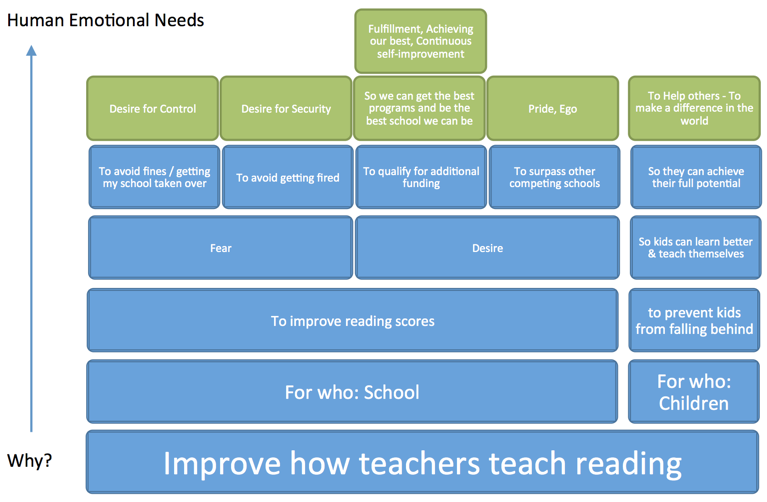 Human Emotional Needs
Fulfillment, Achieving
our best, Continuous
self-improvement
Desire for Control
Desire for Security
So we can get the best
programs and be the
best school we can be
Pride, Ego
To Help others - To
make a difference in the
world
To avoid fines / getting
my school taken over
To avoid getting fired
To qualify for additional
funding
To surpass other
competing schools
So they can achieve
their full potential
Fear
Desire
So kids can learn better
& teach themselves
To improve reading scores
to prevent kids
from falling behind
For who: School
For who:
Children
Why?
Improve how teachers teach reading